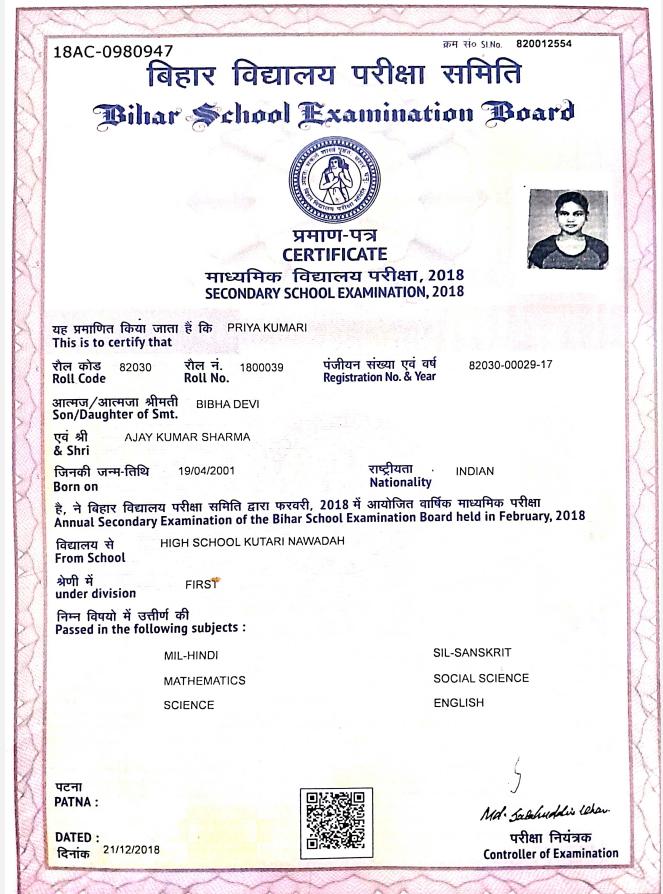 18AC-0980947
क्रम सं० Sl.No. 820012554
बिहार विद्यालय परीक्षा समिति
Bihar School Examination Board
प्रमाण-पत्र
CERTIFICATE
माध्यमिक विद्यालय परीक्षा, 2018
SECONDARY SCHOOL EXAMINATION, 2018
यह प्रमाणित किया जाता हैं कि PRIYA KUMARI
This is to certify that
रौल कोड 82030 रौल नं. 1800039 पंजीयन संख्या एवं वर्ष 82030-00029-17
Roll Code Roll No. Registration No. & Year
आत्मज/आत्मजा श्रीमती BIBHA DEVI
Son/Daughter of Smt.
एवं श्री AJAY KUMAR SHARMA
& Shri
जिनकी जन्म-तिथि 19/04/2001 राष्ट्रीयता INDIAN
Born on Nationality
है, ने बिहार विद्यालय परीक्षा समिति द्वारा फरवरी, 2018 में आयोजित वार्षिक माध्यमिक परीक्षा
Annual Secondary Examination of the Bihar School Examination Board held in February, 2018
विद्यालय से HIGH SCHOOL KUTARI NAWADAH
From School
श्रेणी में FIRST
under division
निम्न विषयो में उत्तीर्ण की
Passed in the following subjects :
MIL-HINDI SIL-SANSKRIT
MATHEMATICS SOCIAL SCIENCE
SCIENCE ENGLISH
पटना
PATNA :
DATED :
दिनांक 21/12/2018
परीक्षा नियंत्रक
Controller of Examination